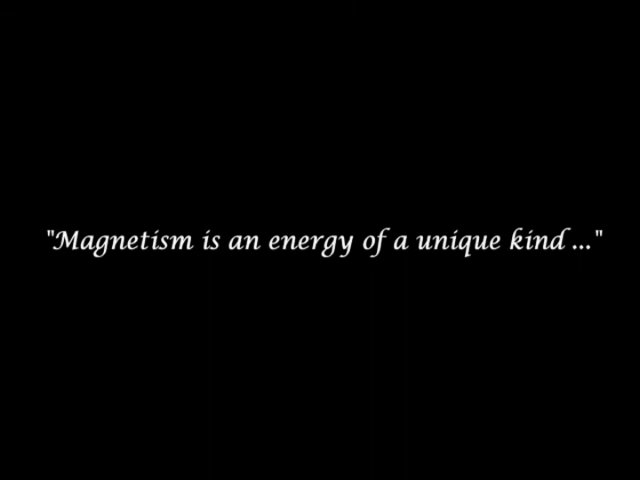 "Magnetism is an energy of a unique kind ..."